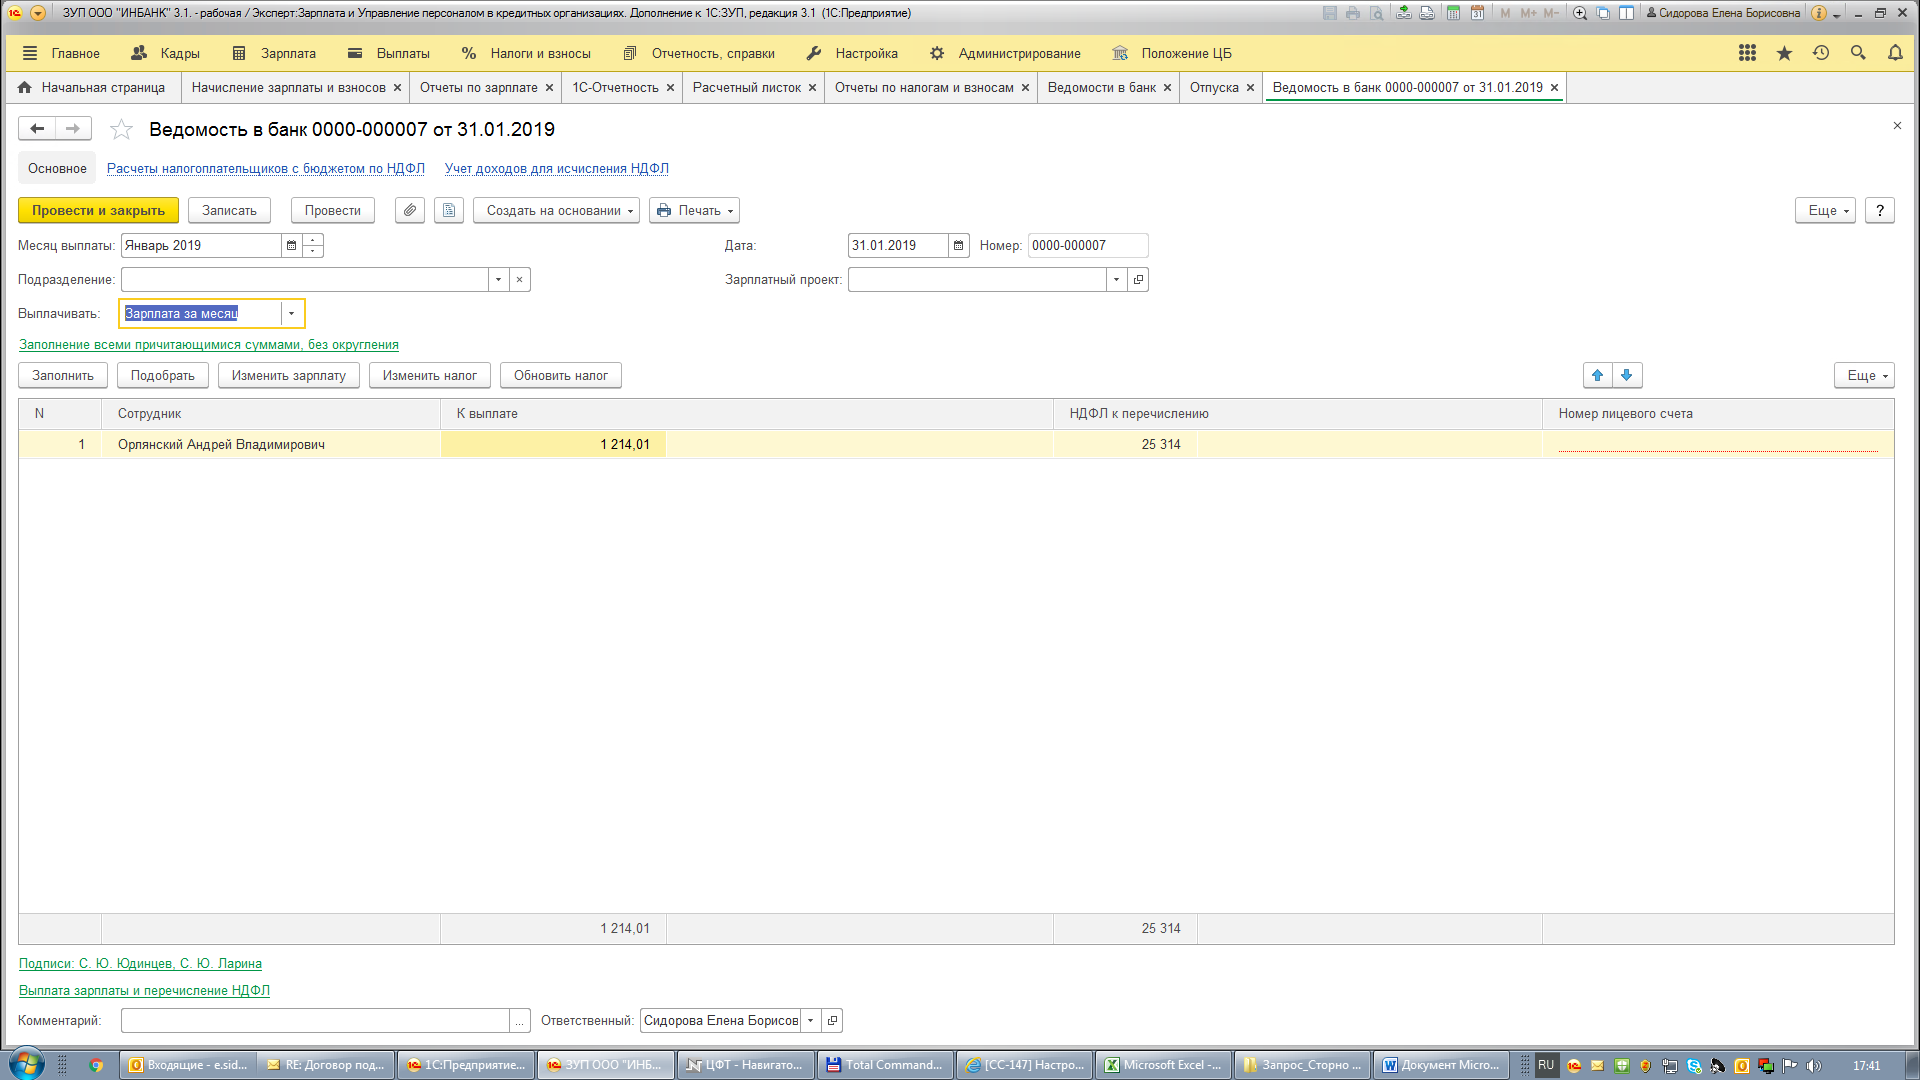 ЗУП ООО "ИНБАНК" 3.1. - рабочая / Эксперт:Зарплата и Управление персоналом в кредитных организациях. Дополнение к 1С:ЗУП, редакция 3.1 (1С:Предприятие)
M M+ M- Сидорова Елена Борисовна
Главное Кадры Зарплата Выплаты Налоги и взносы Отчетность, справки Настройка Администрирование Положение ЦБ
Начальная страница Начисление зарплаты и взносов × Отчеты по зарплате × 1С-Отчетность × Расчетный листок × Отчеты по налогам и взносам × Ведомости в банк × Отпуска × Ведомость в банк 0000-000007 от 31.01.2019 ×
Ведомость в банк 0000-000007 от 31.01.2019
Основное Расчеты налогоплательщиков с бюджетом по НДФЛ Учет доходов для исчисления НДФЛ
Провести и закрыть Записать Провести Создать на основании Печать Еще ?
Месяц выплаты: Январь 2019 Дата: 31.01.2019 Номер: 0000-000007
Подразделение: Зарплатный проект:
Выплачивать: Зарплата за месяц
Заполнение всеми причитающимися суммами, без округления
Заполнить Подобрать Изменить зарплату Изменить налог Обновить налог Еще
N Сотрудник К выплате НДФЛ к перечислению Номер лицевого счета
1 Орлянский Андрей Владимирович 1 214,01 25 314
1 214,01 25 314
Подписи: С. Ю. Юдинцев, С. Ю. Ларина
Выплата зарплаты и перечисление НДФЛ
Комментарий: ... Ответственный: Сидорова Елена Борисов
Входящие - e.sid... RE: Договор под... 1С:Предприятие... ЗУП ООО "ИНБ... ЦФТ - Навигато... Total Command... [CC-147] Настро... Microsoft Excel -... Запрос_Сторно ... Документ Micro... RU 17:41